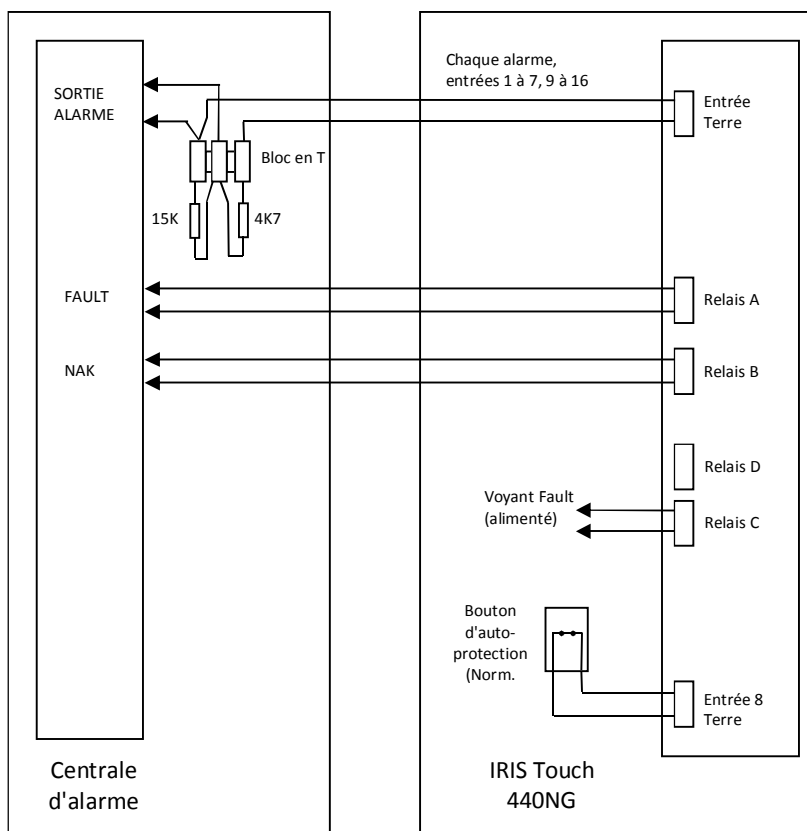 SORTIE
ALARME
Chaque alarme,
entrées 1 à 7, 9 à 16
Entrée
Terre
Bloc en T
15K
4K7
FAULT
Relais A
NAK
Relais B
Relais D
Voyant Fault
(alimenté)
Relais C
Bouton
d'auto-
protection
(Norm.
Entrée 8
Terre
Centrale
d'alarme
IRIS Touch
440NG